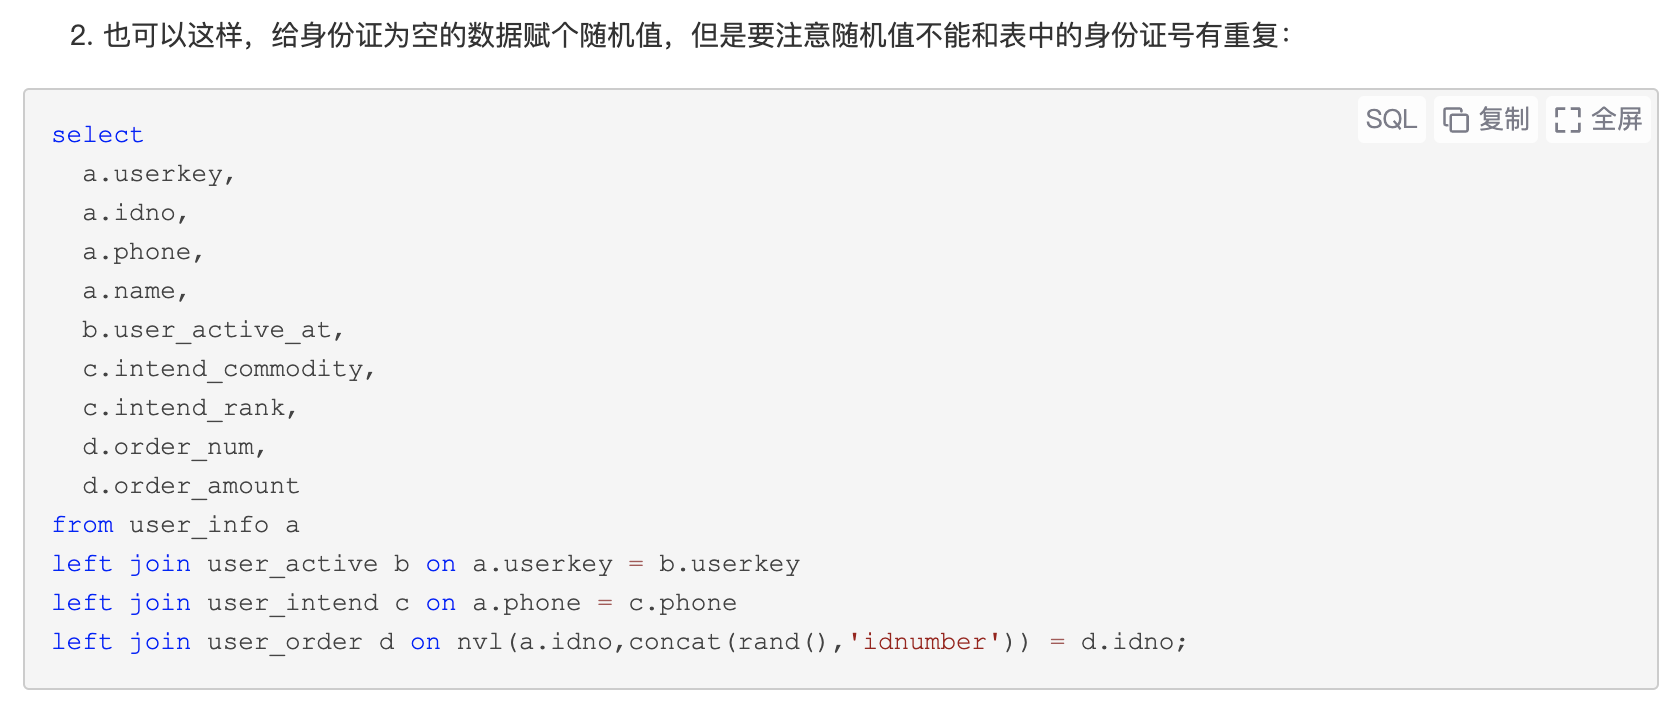 2. 也可以这样，给身份证为空的数据赋个随机值，但是要注意随机值不能和表中的身份证号有重复：
SQL 复制 全屏
select
  a.userkey,
  a.idno,
  a.phone,
  a.name,
  b.user_active_at,
  c.intend_commodity,
  c.intend_rank,
  d.order_num,
  d.order_amount
from user_info a
left join user_active b on a.userkey = b.userkey
left join user_intend c on a.phone = c.phone
left join user_order d on nvl(a.idno,concat(rand(),'idnumber')) = d.idno;